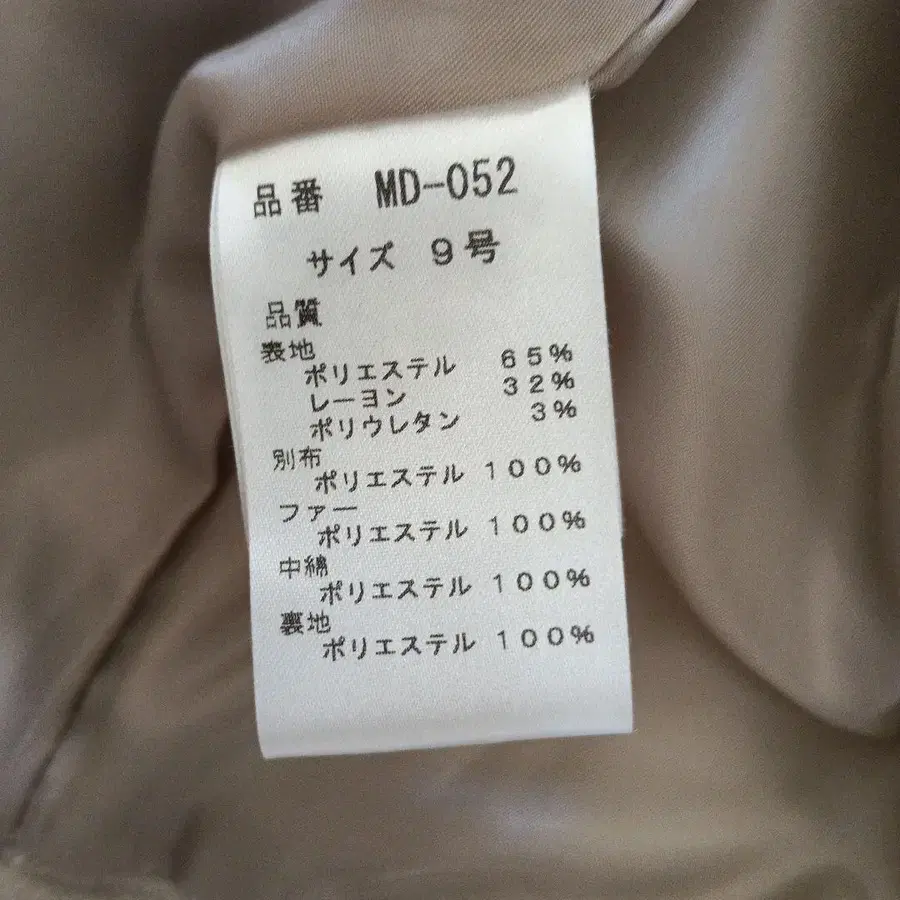 品番 MD-052
サイズ 9号
品質
表地
ポリエステル 65%
レーヨン 32%
ポリウレタン 3%
別布
ポリエステル 100%
ファー
ポリエステル 100%
中綿
ポリエステル 100%
裏地
ポリエステル 100%